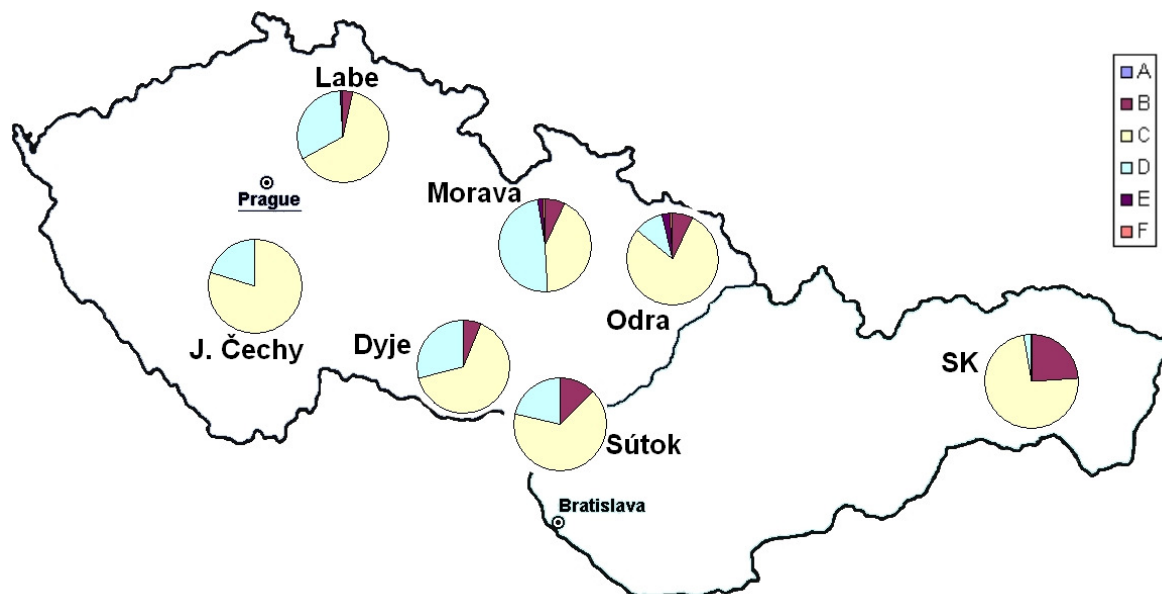 Labe
A
B
C
D
E
F
Prague
Morava
Odra
J. Čechy
Dyje
SK
Sútok
Bratislava